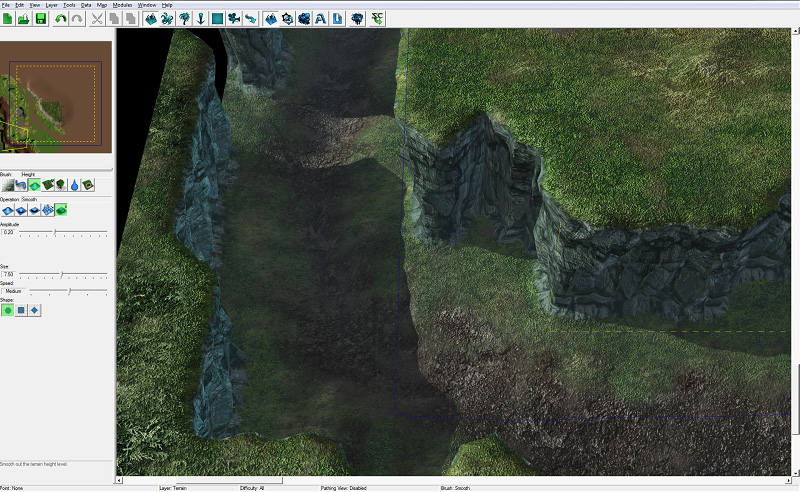 File Edit View Layer Tools Data Map Modules Window Help
Brush: Height
Operation: Smooth
Amplitude
0.20
Size:
7.50
Speed:
Medium
Shape:
Smooth out the terrain height level.
Point: None Layer: Terrain Difficulty: All Pathing View: Disabled Brush: Smooth